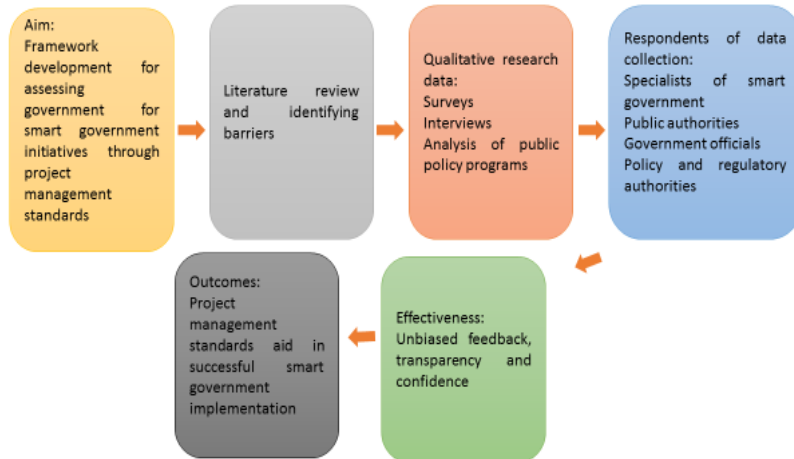 Aim:
Framework
development for
assessing
government for
smart government
initiatives through
project
management
standards
Literature review
and identifying
barriers
Qualitative research
data:
Surveys
Interviews
Analysis of public
policy programs
Respondents of data
collection:
Specialists of smart
government
Public authorities
Government officials
Policy and regulatory
authorities
Effectiveness:
Unbiased feedback,
transparency and
confidence
Outcomes:
Project
management
standards aid in
successful smart
government
implementation